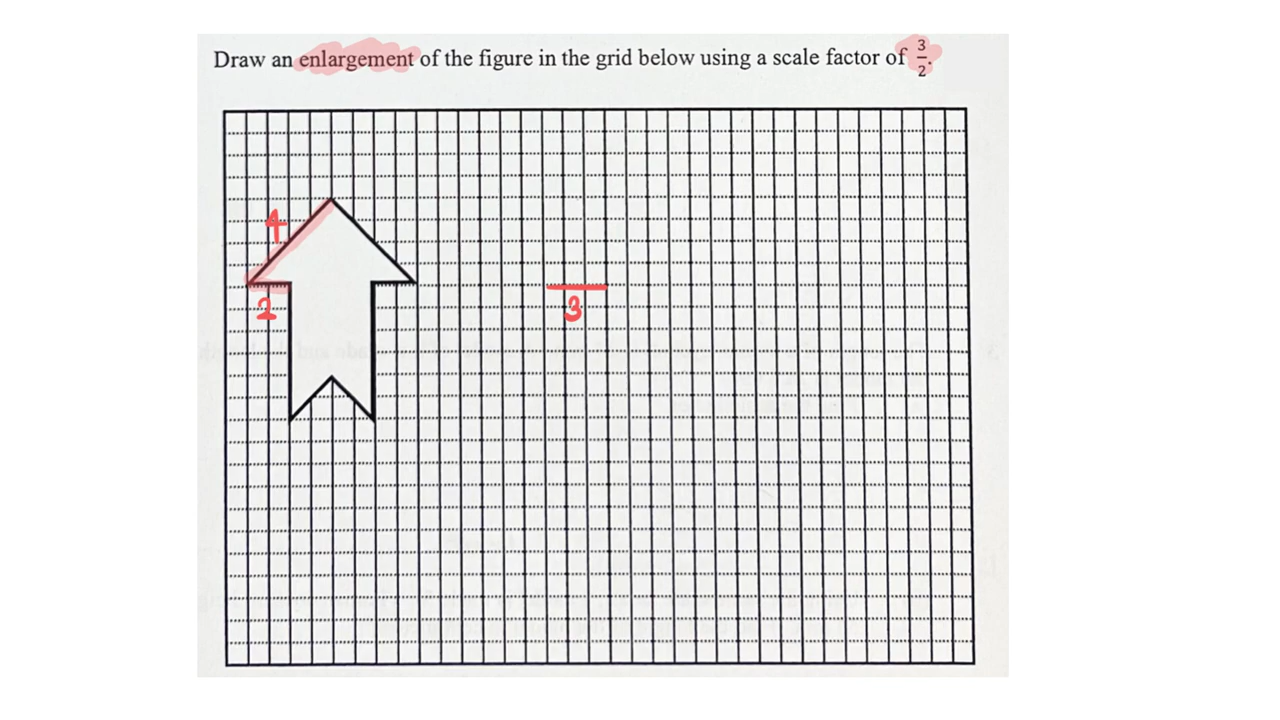 Draw an enlargement of the figure in the grid below using a scale factor of 3/2.
4
2
3